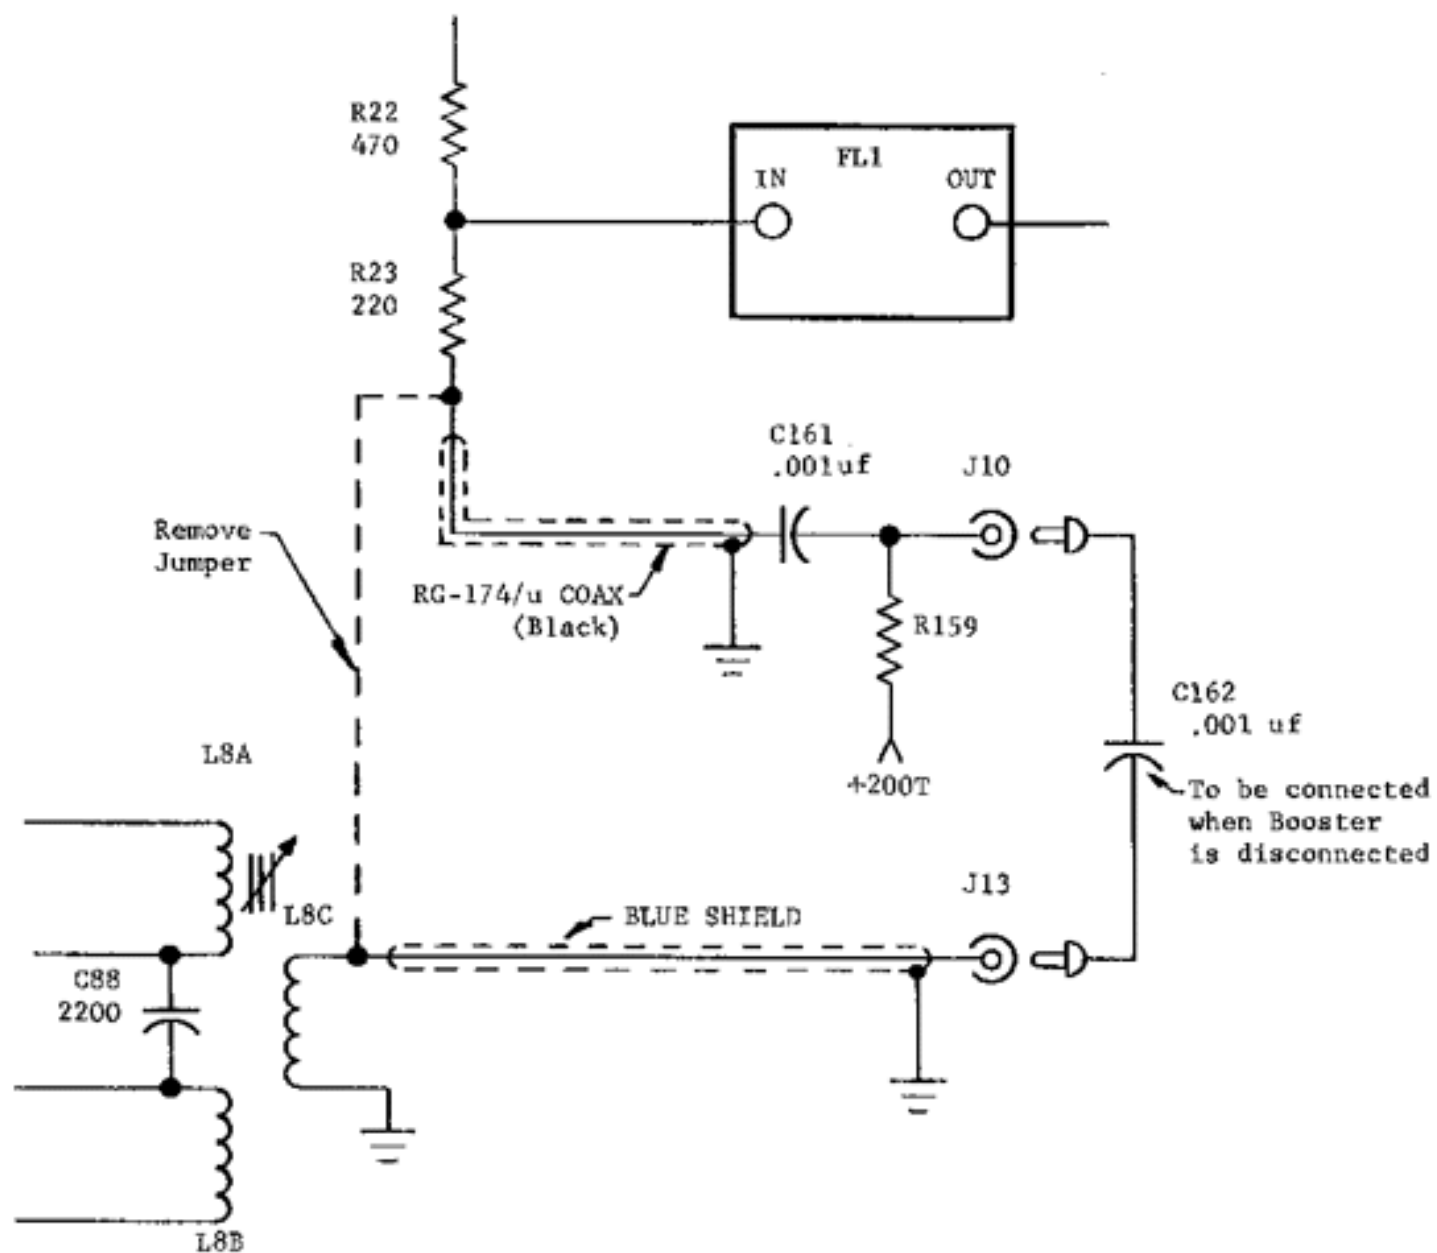 R22
470
FL1
IN
OUT
R23
220
C161
.001uf
J10
Remove
Jumper
RG-174/u COAX
(Black)
R159
+200T
C162
.001 uf
To be connected
when Booster
is disconnected
L8A
L8C
J13
BLUE SHIELD
C88
2200
L8B